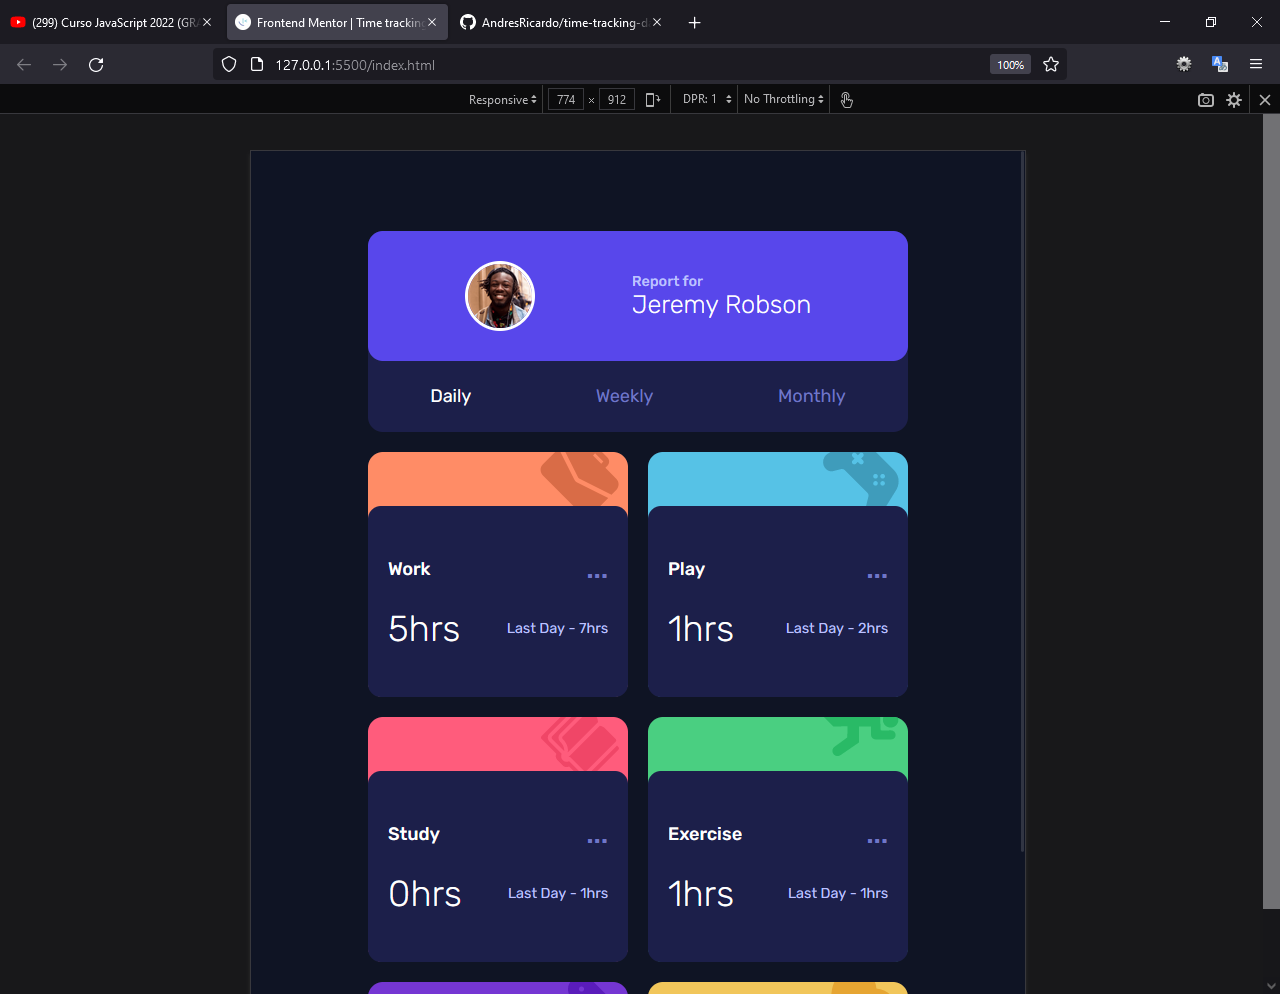 (299) Curso JavaScript 2022 (GRA
Frontend Mentor | Time tracking
AndresRicardo/time-tracking-d
127.0.0.1:5500/index.html
100%
Responsive 774 × 912 DPR: 1 No Throttling
Report for
Jeremy Robson
Daily Weekly Monthly
Work ...
5hrs Last Day - 7hrs
Play ...
1hrs Last Day - 2hrs
Study ...
0hrs Last Day - 1hrs
Exercise ...
1hrs Last Day - 1hrs